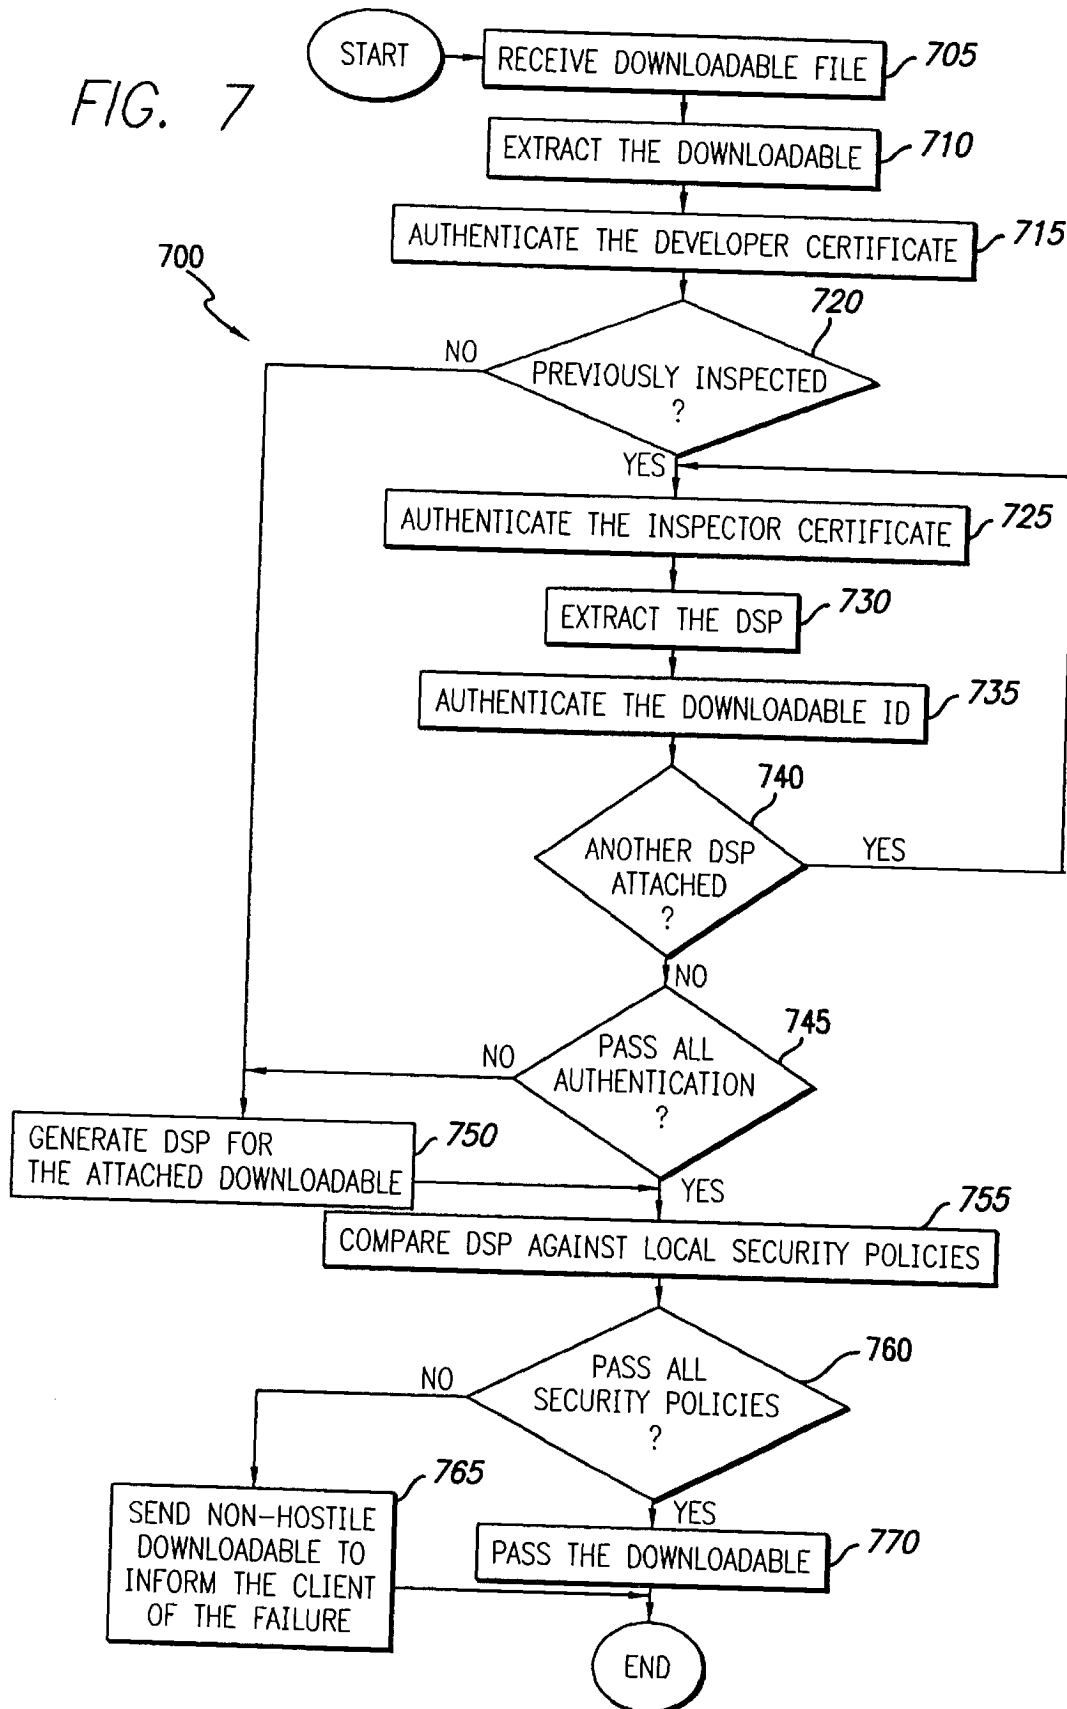 FIG. 7
START
RECEIVE DOWNLOADABLE FILE
705
EXTRACT THE DOWNLOADABLE
710
AUTHENTICATE THE DEVELOPER CERTIFICATE
715
700
720
PREVIOUSLY INSPECTED
?
NO
YES
AUTHENTICATE THE INSPECTOR CERTIFICATE
725
EXTRACT THE DSP
730
AUTHENTICATE THE DOWNLOADABLE ID
735
740
ANOTHER DSP
ATTACHED
?
YES
NO
745
PASS ALL
AUTHENTICATION
?
NO
YES
GENERATE DSP FOR
THE ATTACHED DOWNLOADABLE
750
755
COMPARE DSP AGAINST LOCAL SECURITY POLICIES
760
PASS ALL
SECURITY POLICIES
?
NO
YES
765
SEND NON-HOSTILE
DOWNLOADABLE TO
INFORM THE CLIENT
OF THE FAILURE
PASS THE DOWNLOADABLE
770
END